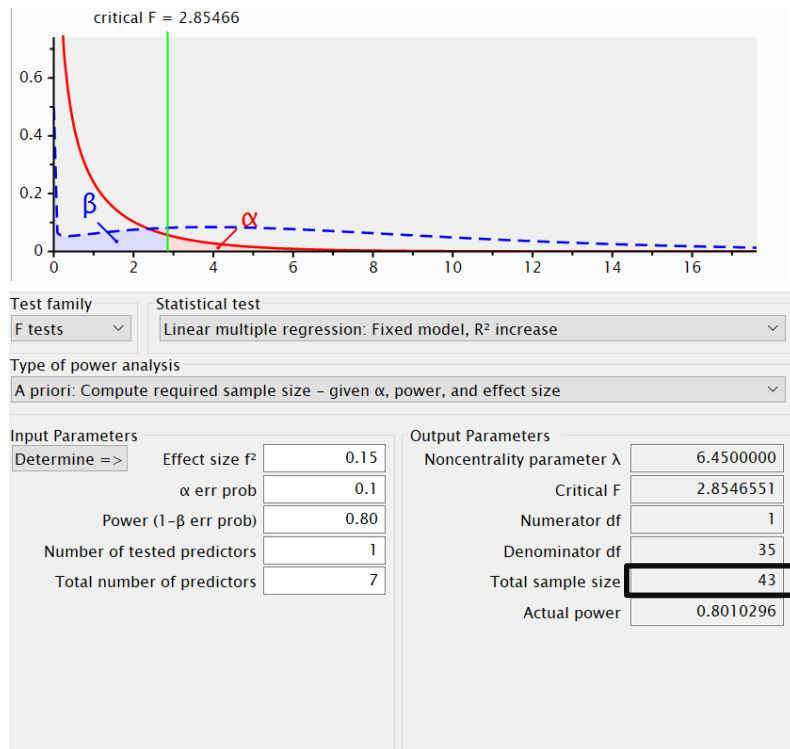 critical F = 2.85466
0.6
0.4
0.2
0
β
α
0 2 4 6 8 10 12 14 16
Test family Statistical test
F tests Linear multiple regression: Fixed model, R² increase
Type of power analysis
A priori: Compute required sample size – given α, power, and effect size
Input Parameters Output Parameters
Determine => Effect size f² 0.15 Noncentrality parameter λ 6.4500000
α err prob 0.1 Critical F 2.8546551
Power (1-β err prob) 0.80 Numerator df 1
Number of tested predictors 1 Denominator df 35
Total number of predictors 7 Total sample size 43
Actual power 0.8010296